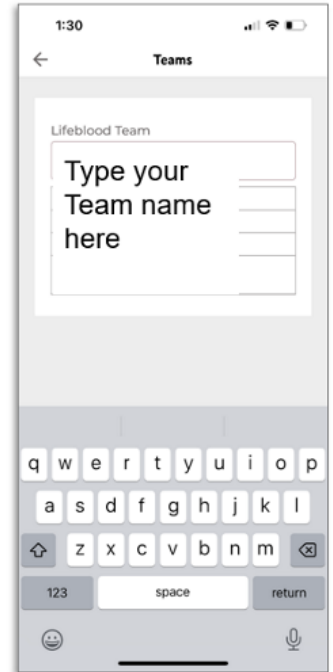 1:30
Teams
Lifeblood Team
Type your
Team name
here
q w e r t y u i o p
a s d f g h j k l
z x c v b n m
123 space return